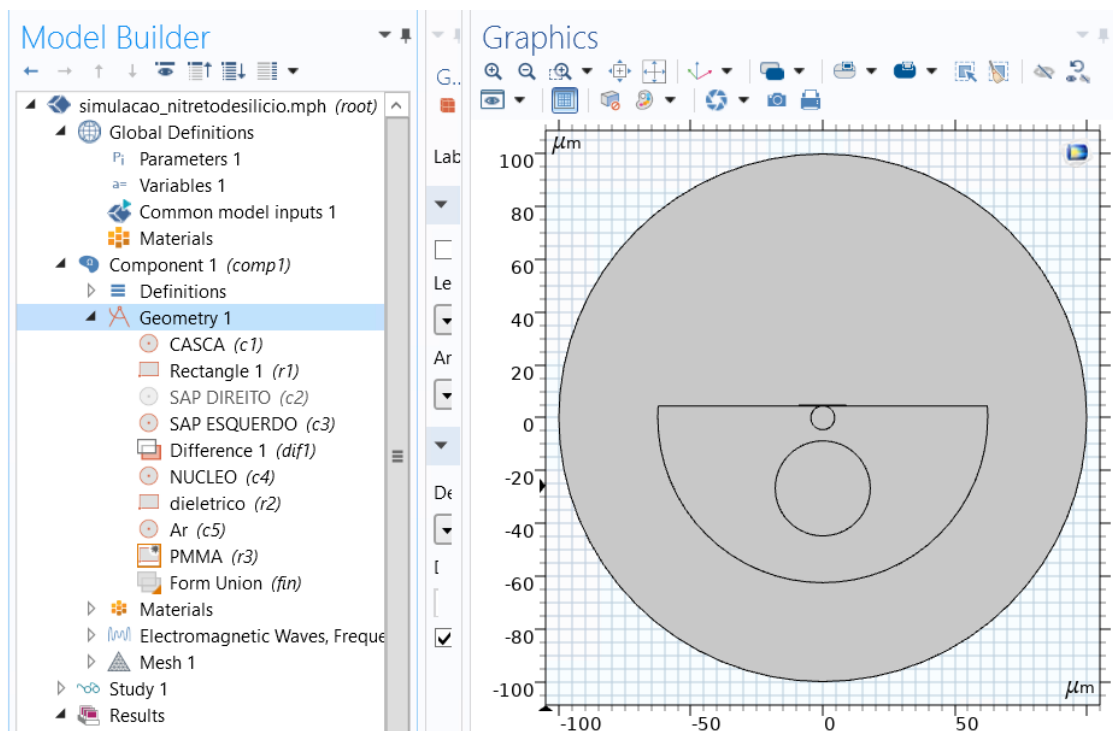 Model Builder
simulacao_nitretodesilicio.mph (root)
Global Definitions
Pi Parameters 1
a= Variables 1
Common model inputs 1
Materials
Component 1 (comp1)
Definitions
Geometry 1
CASCA (c1)
Rectangle 1 (r1)
SAP DIREITO (c2)
SAP ESQUERDO (c3)
Difference 1 (dif1)
NUCLEO (c4)
dieletrico (r2)
Ar (c5)
PMMA (r3)
Form Union (fin)
Materials
Electromagnetic Waves, Freque
Mesh 1
Study 1
Results
G..
Lab
Le
Ar
De
Graphics
μm
100
80
60
40
20
0
-20
-40
-60
-80
-100
μm
-100 -50 0 50